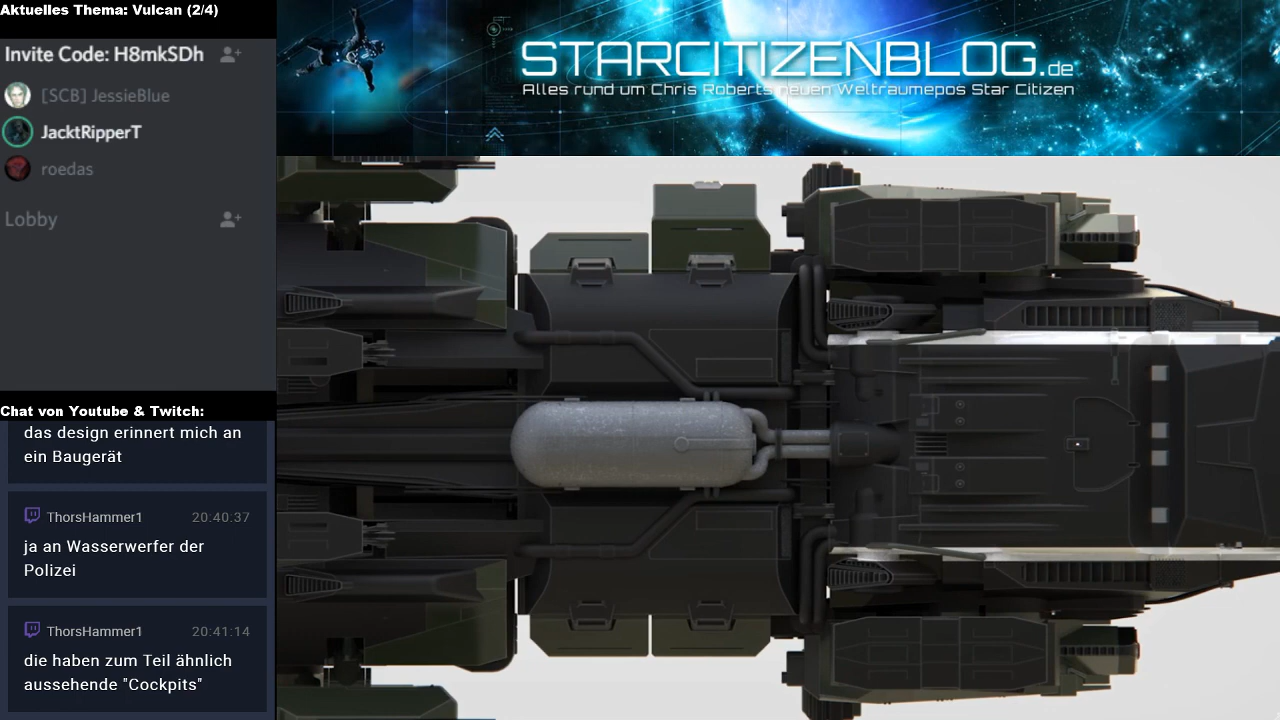 Aktuelles Thema: Vulcan (2/4)
Invite Code: H8mkSDh
[SCB] JessieBlue
JacktRipperT
roedas
Lobby
Chat von Youtube & Twitch:
das design erinnert mich an
ein Baugerät
ThorsHammer1 20:40:37
ja an Wasserwerfer der
Polizei
ThorsHammer1 20:41:14
die haben zum Teil ähnlich
aussehende "Cockpits"
STARCITIZENBLOG.de
Alles rund um Chris Roberts neuen Weltraumepos Star Citizen